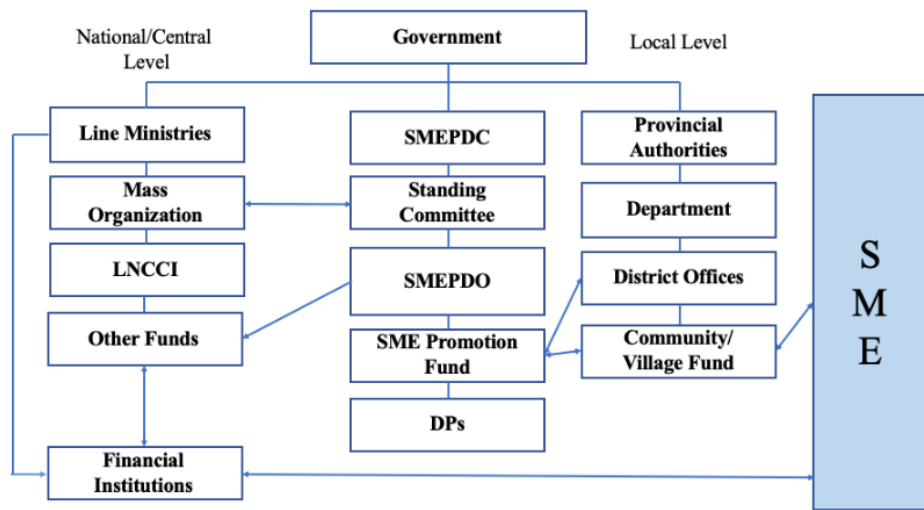 National/Central
Level
Government
Local Level
Line Ministries
SMEPDC
Provincial
Authorities
Mass
Organization
Standing
Committee
Department
LNCCI
SMEPDO
District Offices
Other Funds
SME Promotion
Fund
Community/
Village Fund
DPs
Financial
Institutions
S
M
E